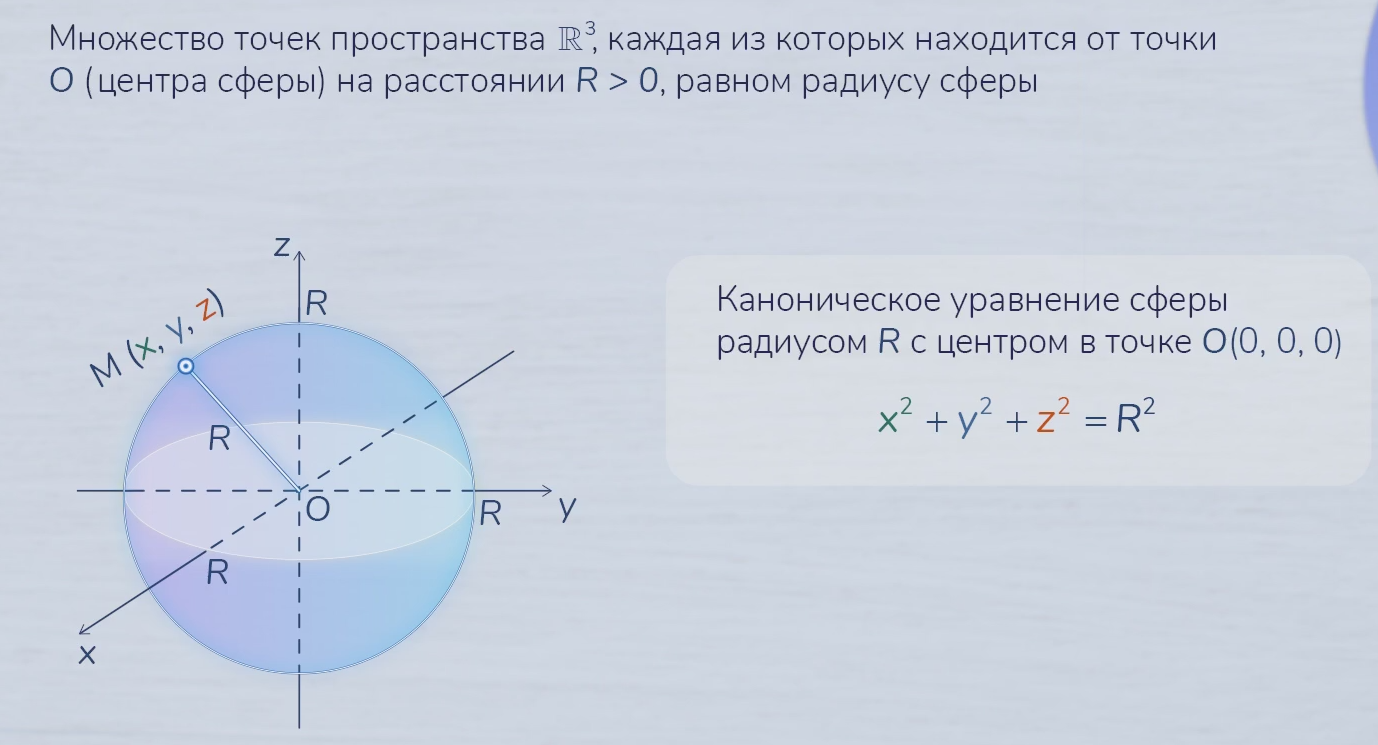 Множество точек пространства ℝ³, каждая из которых находится от точки
O (центра сферы) на расстоянии R > 0, равном радиусу сферы
z
R
M (x, y, z)
Каноническое уравнение сферы
радиусом R с центром в точке O(0, 0, 0)
x² + y² + z² = R²
R
O
R
y
R
x